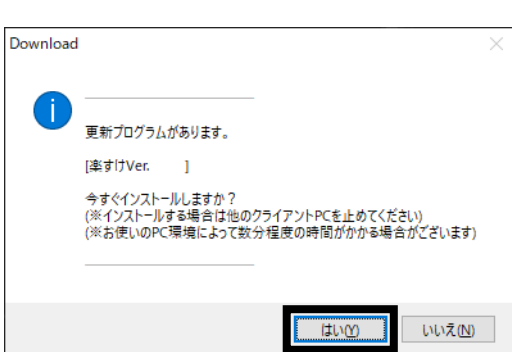 Download
更新プログラムがあります。
[楽すけVer.      ]
今すぐインストールしますか？
(※インストールする場合は他のクライアントPCを止めてください)
(※お使いのPC環境によって数分程度の時間がかかる場合がございます)
はい(Y) いいえ(N)